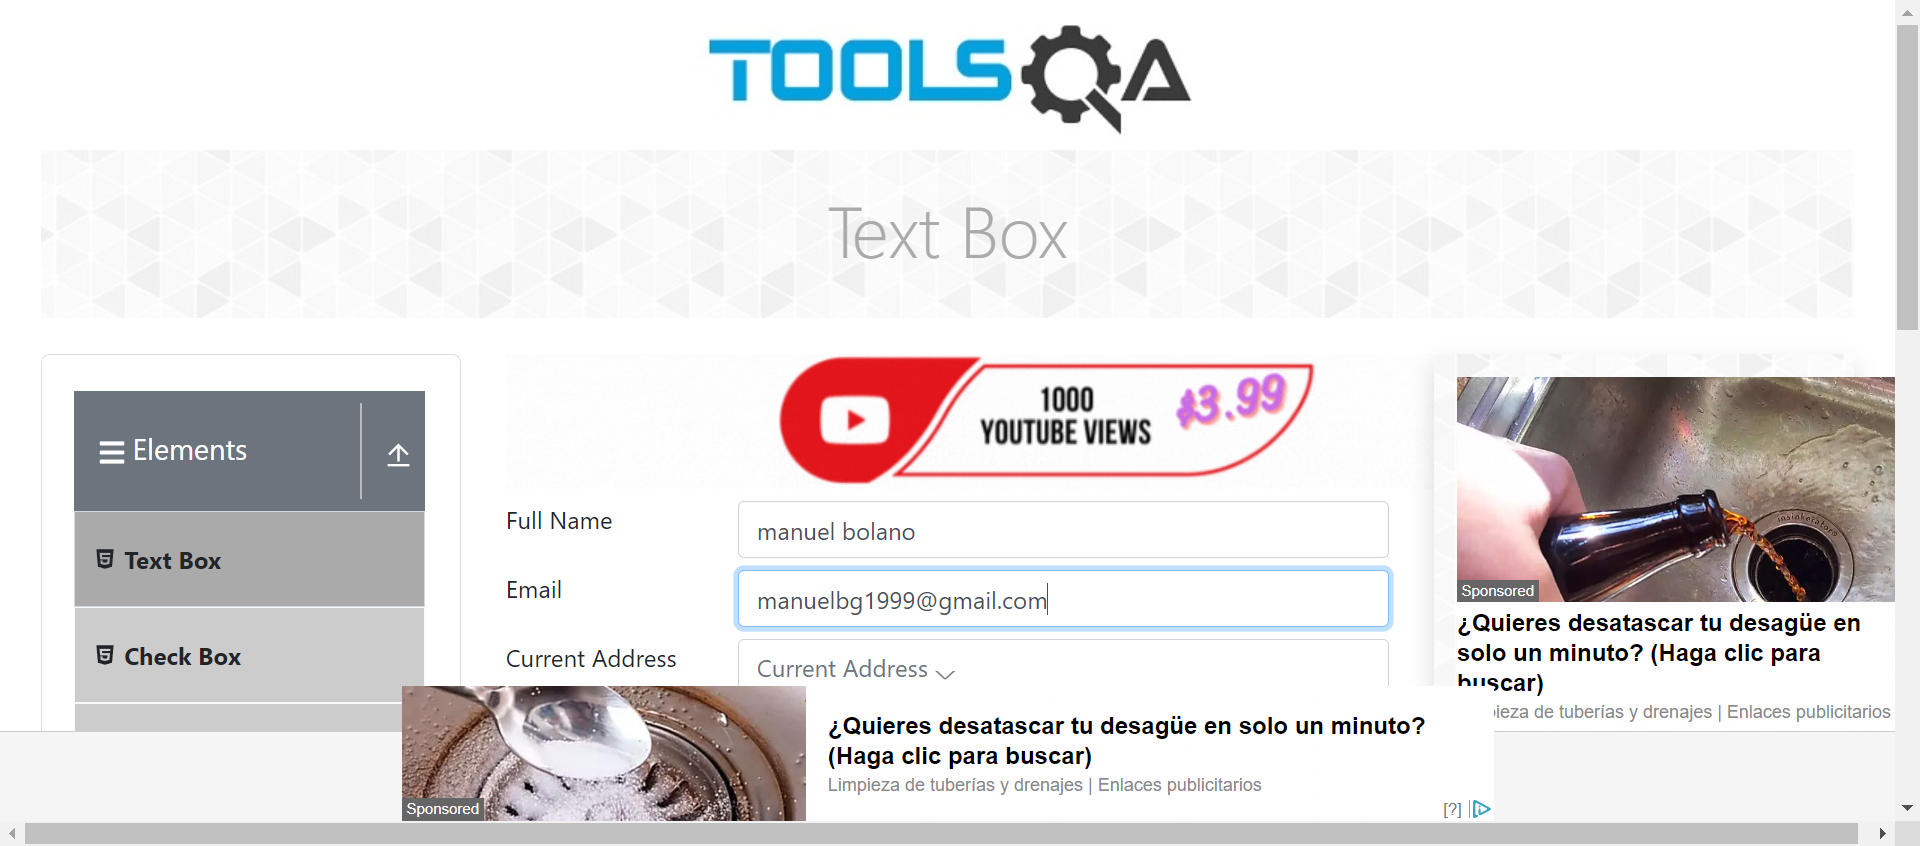 TOOLSQA
Text Box
Elements
1000
YOUTUBE VIEWS
$3.99
Full Name
manuel bolano
Text Box
Email
manuelbg1999@gmail.com
Check Box
Current Address
Current Address
insinkerator
Sponsored
¿Quieres desatascar tu desagüe en
solo un minuto? (Haga clic para
buscar)
ieza de tuberías y drenajes | Enlaces publicitarios
¿Quieres desatascar tu desagüe en solo un minuto?
(Haga clic para buscar)
Limpieza de tuberías y drenajes | Enlaces publicitarios
Sponsored
[?]